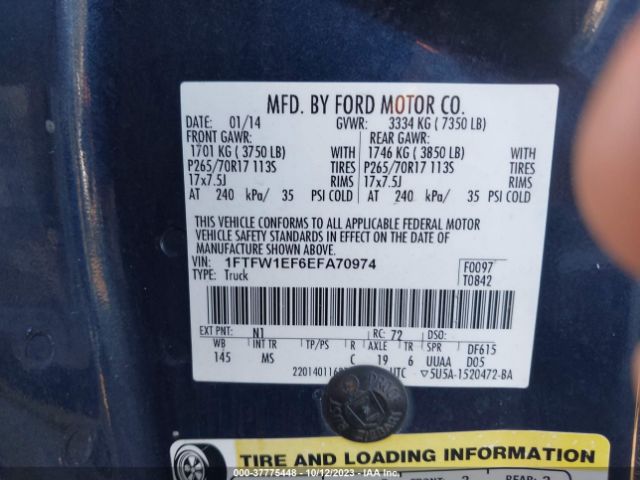 MFD. BY FORD MOTOR CO.
DATE: 01/14 GVWR: 3334 KG ( 7350 LB)
FRONT GAWR: REAR GAWR:
1701 KG ( 3750 LB) WITH 1746 KG ( 3850 LB) WITH
P265/70R17 113S TIRES P265/70R17 113S TIRES
17x7.5J RIMS 17x7.5J RIMS
AT 240 kPa/ 35 PSI COLD AT 240 kPa/ 35 PSI COLD
THIS VEHICLE CONFORMS TO ALL APPLICABLE FEDERAL MOTOR
VEHICLE SAFETY STANDARDS IN EFFECT ON THE DATE OF
MANUFACTURE SHOWN ABOVE.
VIN: 1FTFW1EF6EFA70974 F0097
TYPE: Truck T0842
EXT PNT: N1 RC: 72 DSO:
WB INT TR TP/PS R AXLE TR SPR DF615
145 MS C 19 6 UUAA D05
UTC ▽5U5A-1520472-BA
TIRE AND LOADING INFORMATION
00-37775448 - 10/12/2023 - IAA Inc.